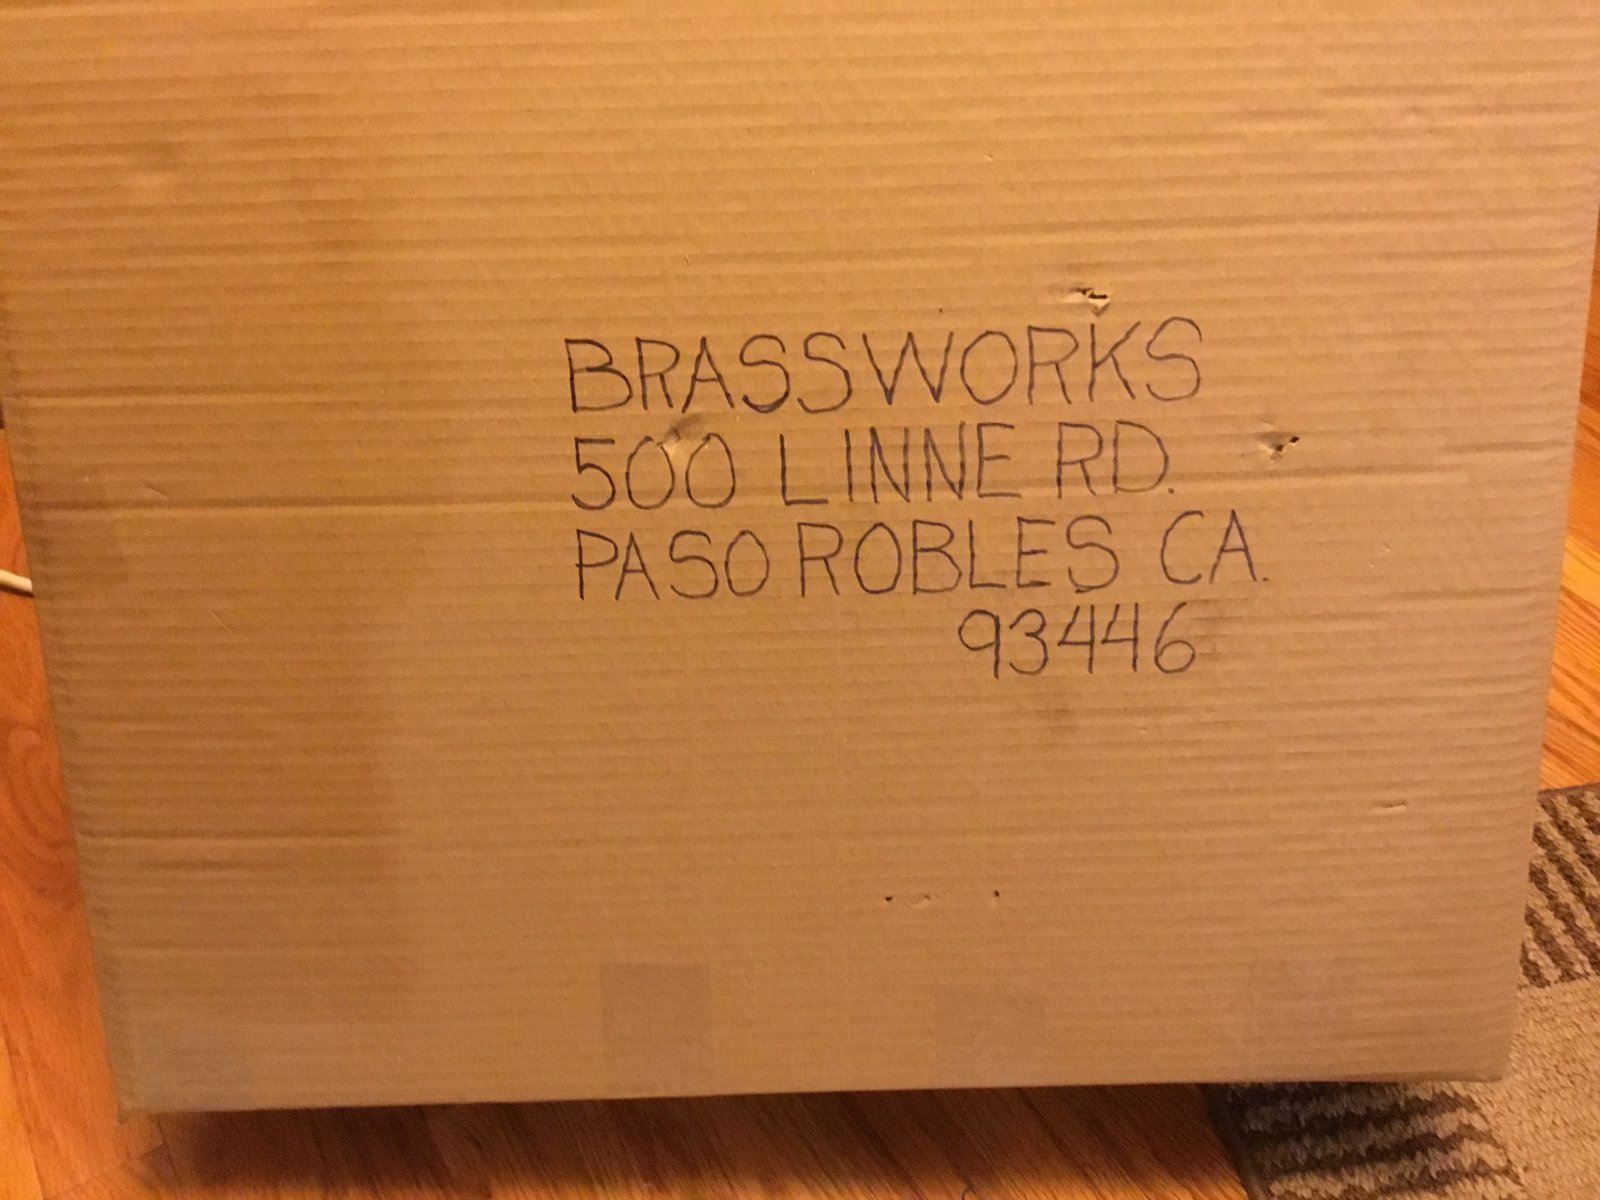 BRASSWORKS
500 LINNE RD.
PASO ROBLES CA.
93446